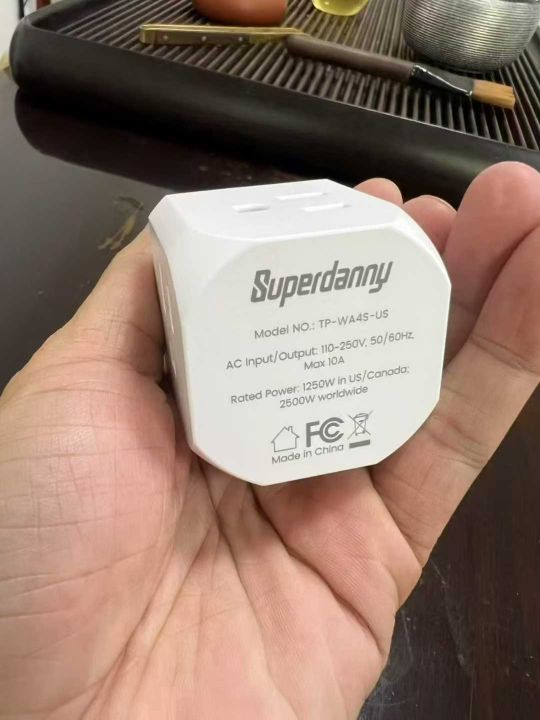 Superdanny
Model NO.: TP-WA4S-US
AC Input/Output: 110-250V, 50/60Hz,
Max 10A
Rated Power: 1250W in US/Canada;
2500W worldwide
FC
Made in China